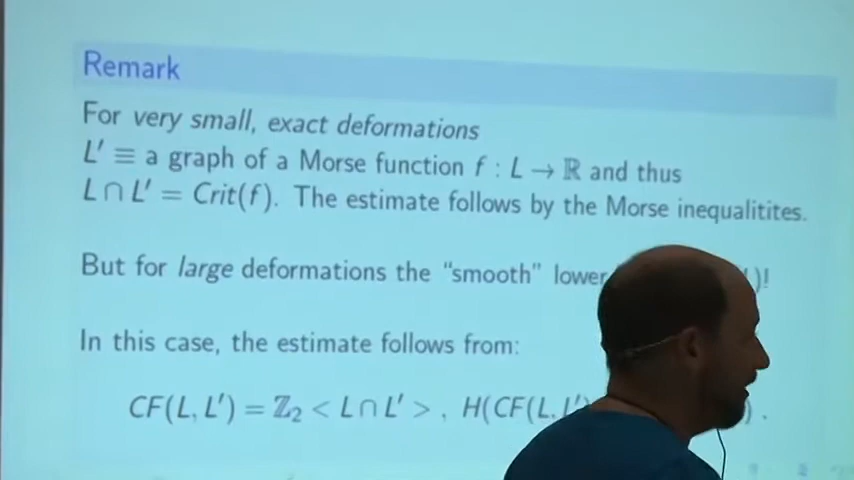 Remark
For very small, exact deformations
L′ ≡ a graph of a Morse function f : L → ℝ and thus
L ∩ L′ = Crit(f). The estimate follows by the Morse inequalitites.
But for large deformations the "smooth" lower )!
In this case, the estimate follows from:
CF(L, L′) = ℤ₂ < L ∩ L′ > , H(CF(L, L′) ) .